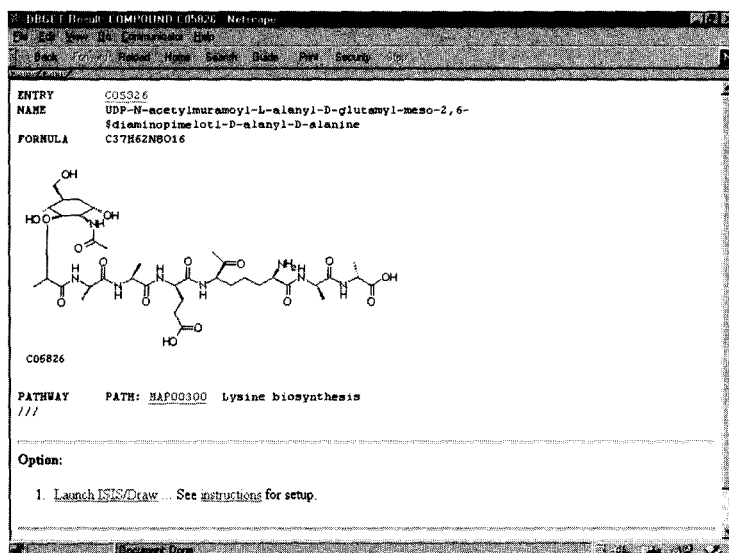 DBGET Result: COMPOUND C05826 - Netscape
File Edit View Go Communicator Help
Back Forward Reload Home Search Guide Print Security Stop
ENTRY C05826
NAME UDP-N-acetylmuramoyl-L-alanyl-D-glutamyl-meso-2,6-
$diaminopimelotl-D-alanyl-D-alanine
FORMULA C37H62N8O16
OH
HO O OH
NH
O
O H O H O NH2 H O
N N N N OH
O N O N O N O N O
H H H H
HO O
C05826
PATHWAY PATH: MAP00300 Lysine biosynthesis
///
Option:
1. Launch ISIS/Draw ... See instructions for setup.
Document Done